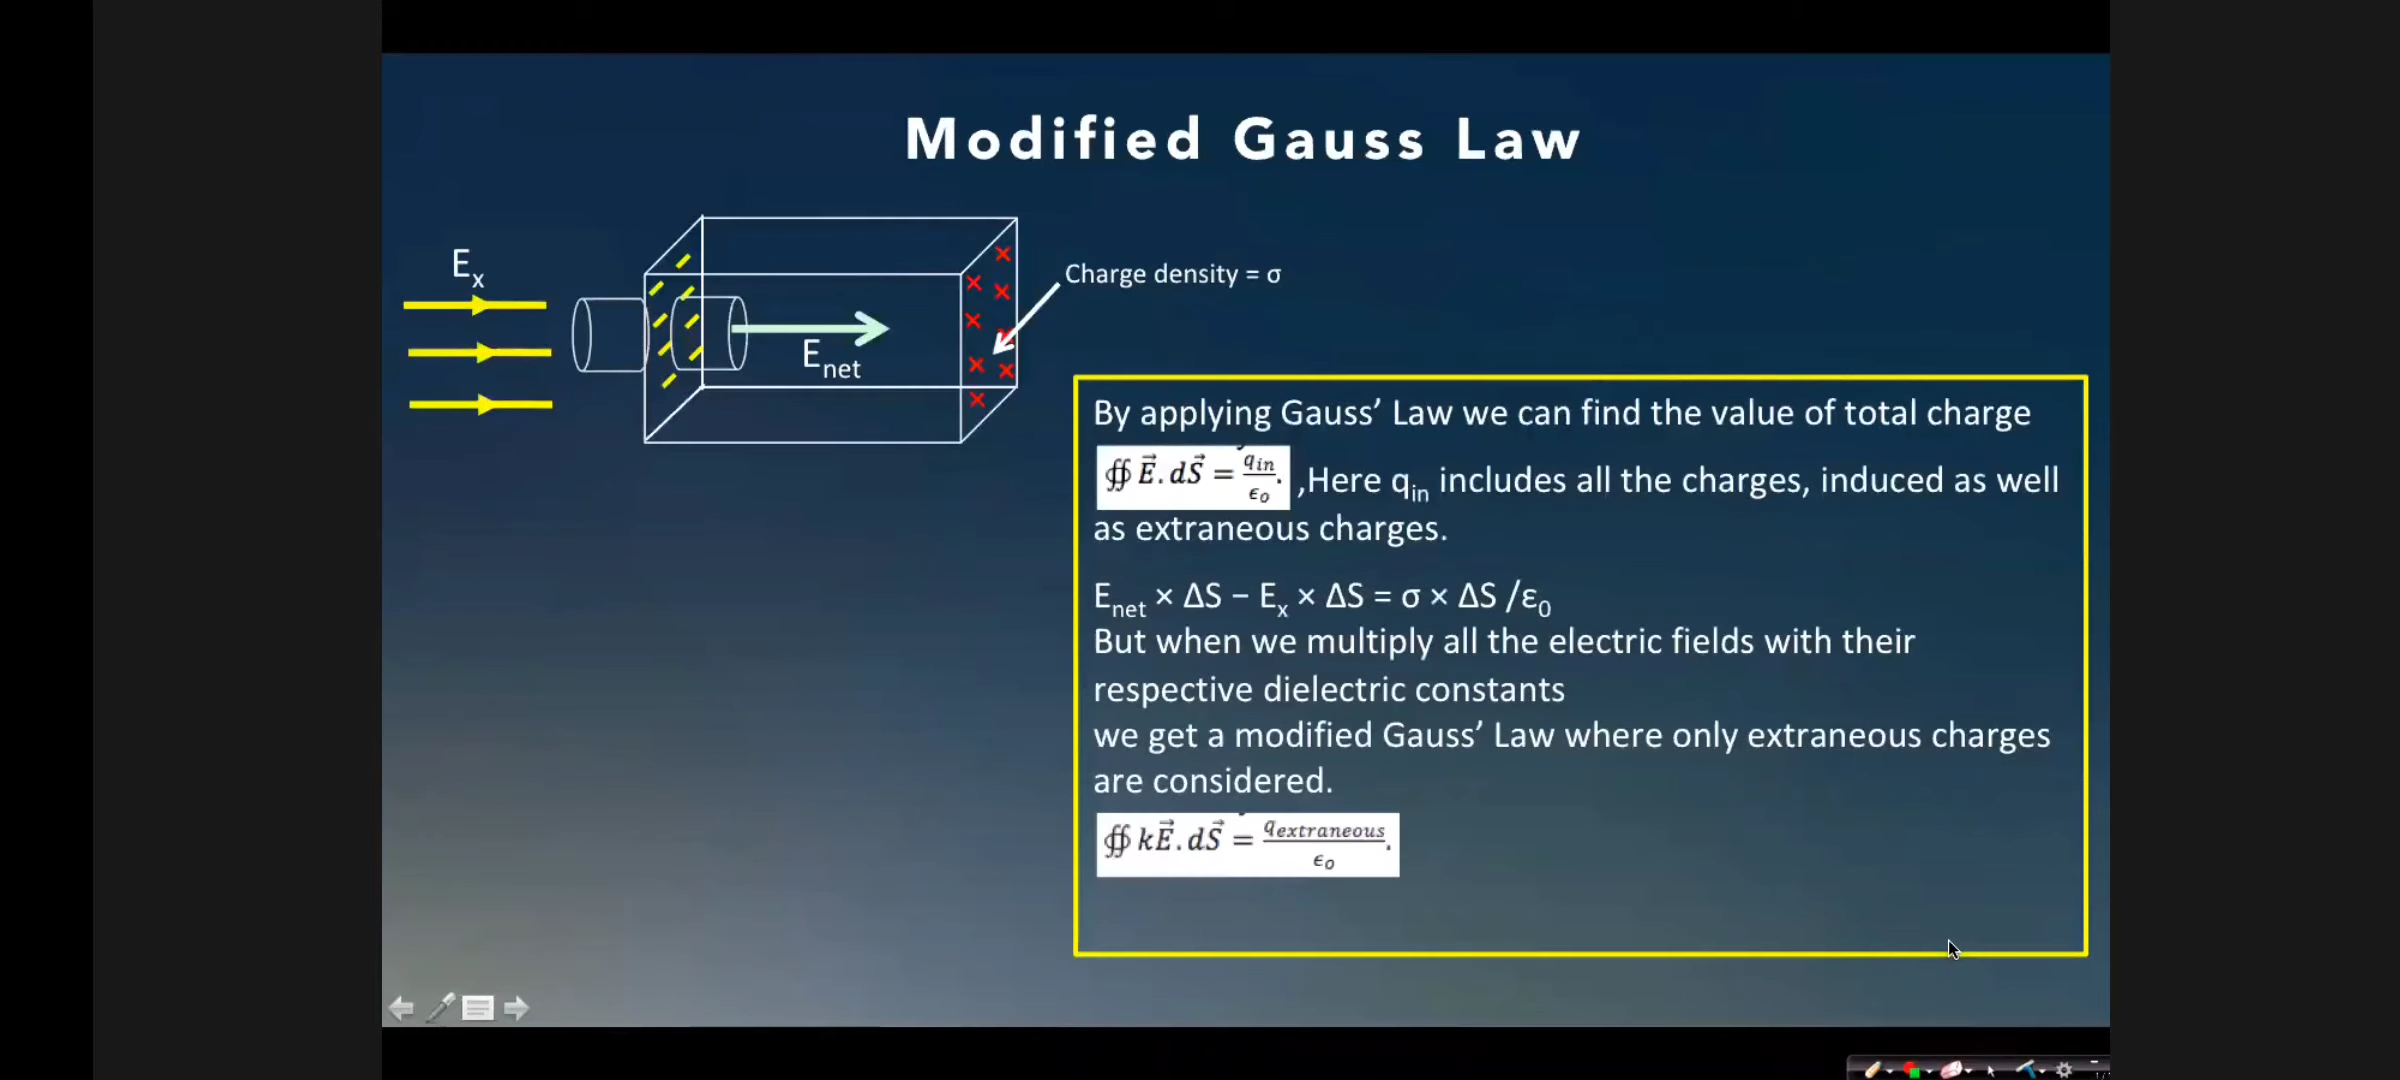 Modified Gauss Law
Eₓ
Charge density = σ
Eₙₑₜ
By applying Gauss’ Law we can find the value of total charge
∯ E⃗. dS⃗ = qᵢₙ/ϵₒ. ,Here qᵢₙ includes all the charges, induced as well
as extraneous charges.
Eₙₑₜ × ΔS − Eₓ × ΔS = σ × ΔS /ε₀
But when we multiply all the electric fields with their
respective dielectric constants
we get a modified Gauss’ Law where only extraneous charges
are considered.
∯ kE⃗. dS⃗ = qₑₓₜᵣₐₙₑₒᵤₛ/ϵₒ.